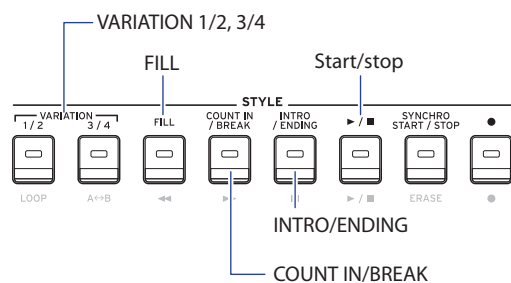 VARIATION 1/2, 3/4
FILL
Start/stop
STYLE
VARIATION
1 / 2
3 / 4
FILL
COUNT IN
/ BREAK
INTRO
/ ENDING
►/■
SYNCHRO
START / STOP
●
LOOP
A↔B
◄◄
►/■
ERASE
●
INTRO/ENDING
COUNT IN/BREAK